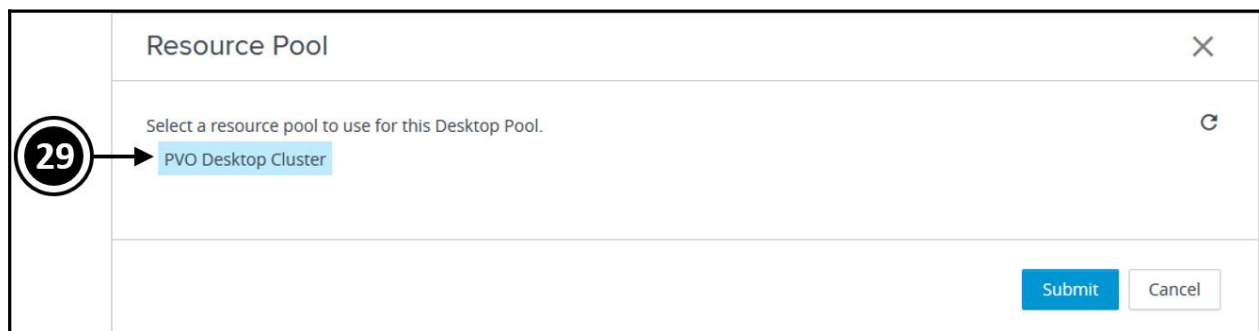 Resource Pool
Select a resource pool to use for this Desktop Pool.
29
PVO Desktop Cluster
Submit
Cancel